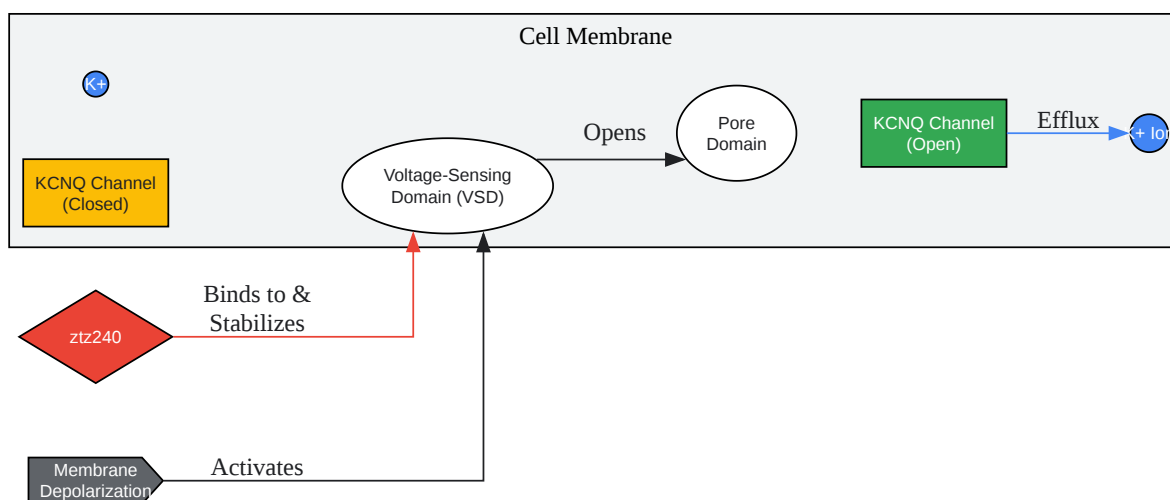 Cell Membrane
K+
KCNQ Channel
(Closed)
Voltage-Sensing
Domain (VSD)
Opens
Pore
Domain
KCNQ Channel
(Open)
Efflux
+ Ion
ztz240
Binds to &
Stabilizes
Membrane
Depolarization
Activates